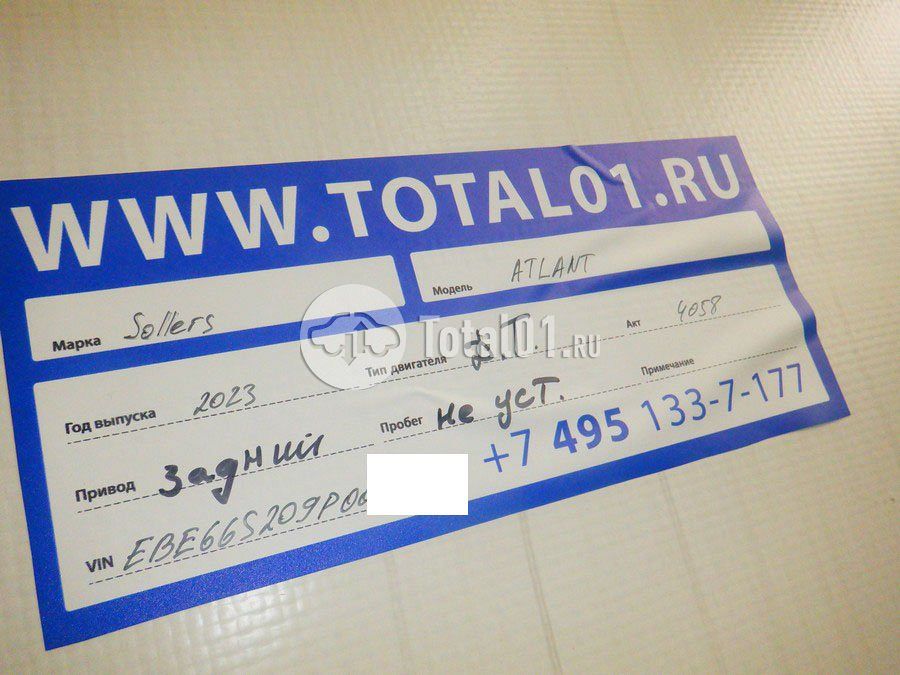 WWW.TOTAL01.RU
Марка Sollers Модель ATLANT
Год выпуска 2023 Тип двигателя Д.Т. Акт 4058
Привод задний Пробег не уст. Примечание
VIN EBE66S209P +7 495 133-7-177
Total01.RU